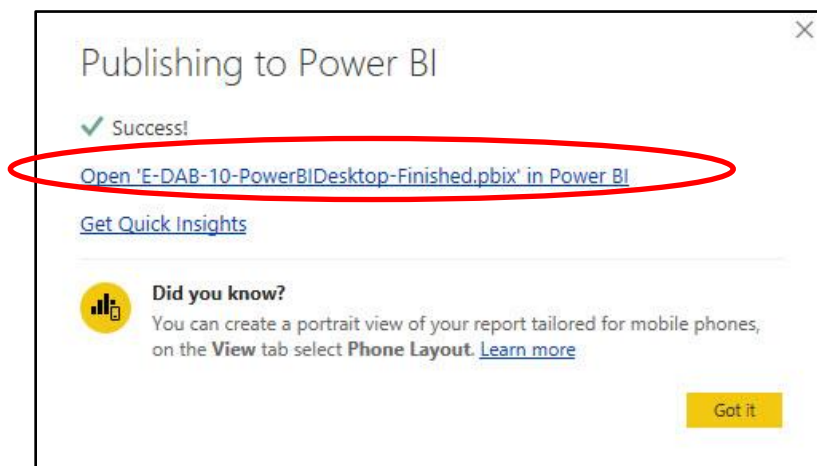 Publishing to Power BI
Success!
Open 'E-DAB-10-PowerBIDesktop-Finished.pbix' in Power BI
Get Quick Insights
Did you know?
You can create a portrait view of your report tailored for mobile phones,
on the View tab select Phone Layout. Learn more
Got it